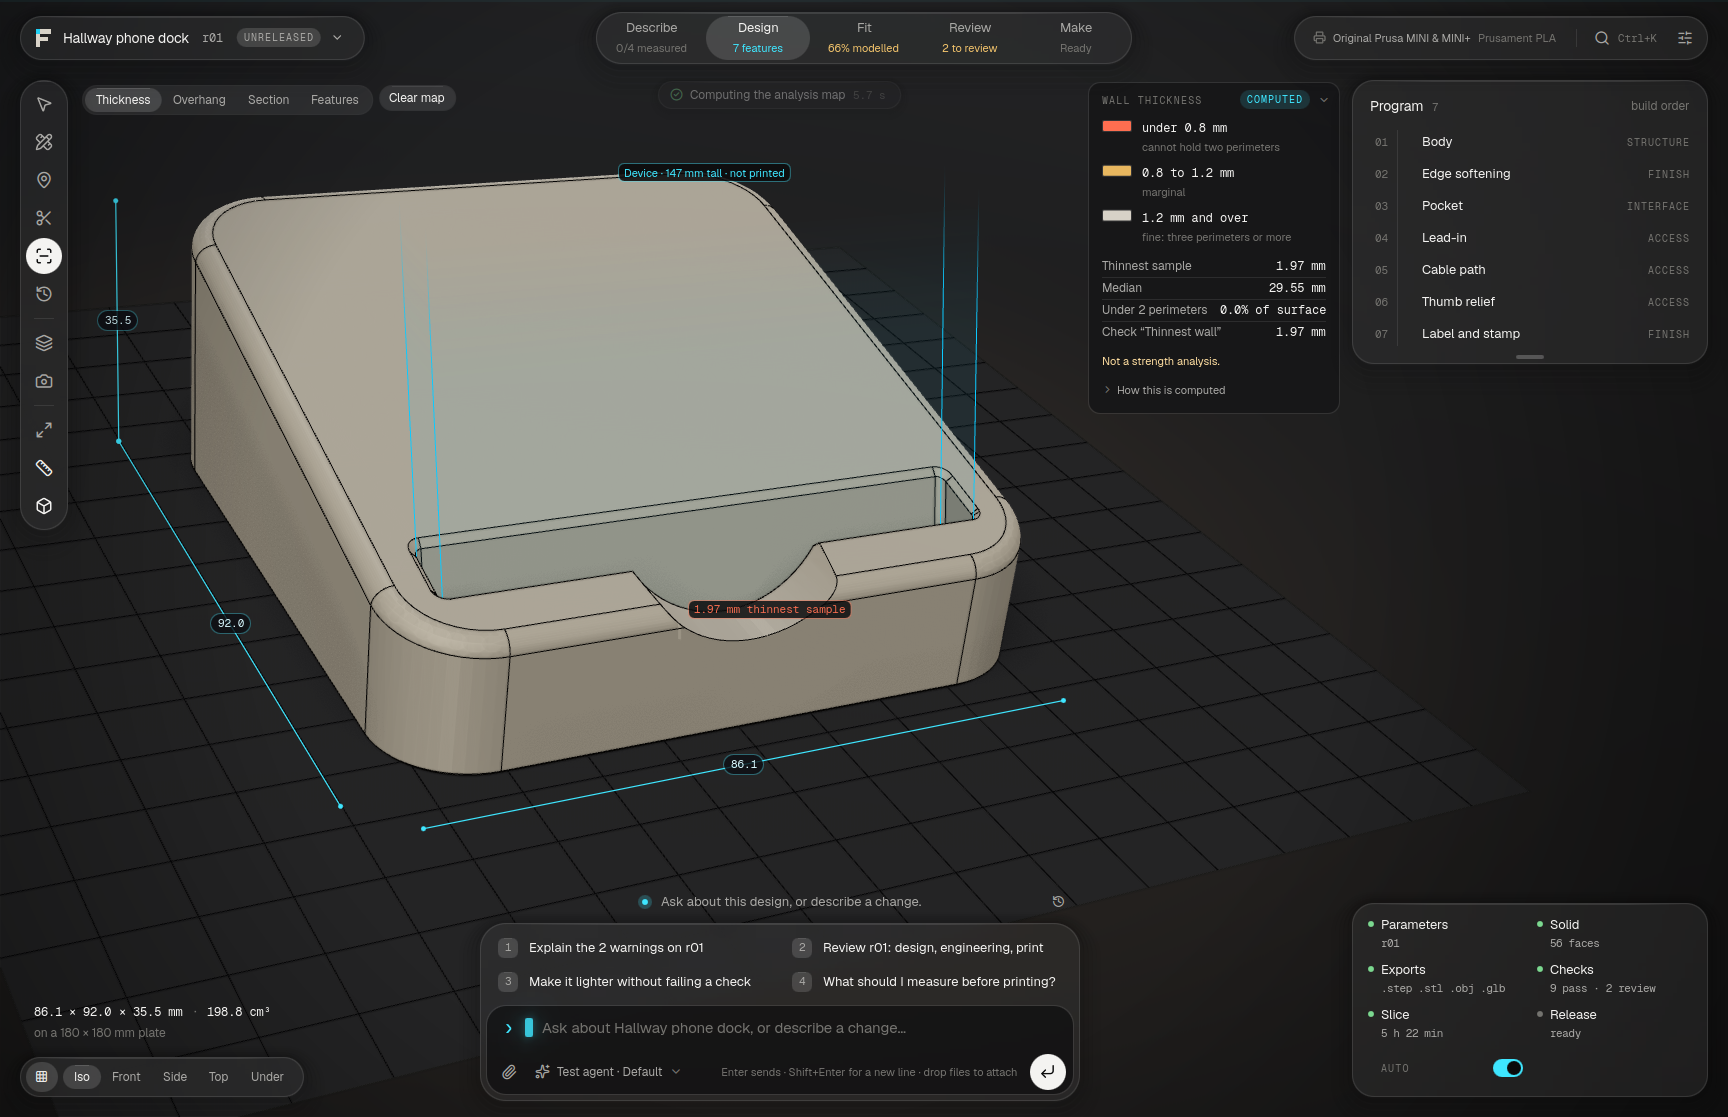 Hallway phone dock r01 UNRELEASED
Describe
0/4 measured
Design
7 features
Fit
66% modelled
Review
2 to review
Make
Ready
Original Prusa MINI & MINI+ Prusament PLA
Ctrl+K
Thickness Overhang Section Features Clear map
Computing the analysis map 5.7 s
WALL THICKNESS COMPUTED
under 0.8 mm
cannot hold two perimeters
0.8 to 1.2 mm
marginal
1.2 mm and over
fine: three perimeters or more
Thinnest sample 1.97 mm
Median 29.55 mm
Under 2 perimeters 0.0% of surface
Check “Thinnest wall” 1.97 mm
Not a strength analysis.
How this is computed
Program 7 build order
01 Body STRUCTURE
02 Edge softening FINISH
03 Pocket INTERFACE
04 Lead-in ACCESS
05 Cable path ACCESS
06 Thumb relief ACCESS
07 Label and stamp FINISH
Device · 147 mm tall · not printed
35.5
92.0
1.97 mm thinnest sample
86.1
Ask about this design, or describe a change.
1 Explain the 2 warnings on r01
2 Review r01: design, engineering, print
3 Make it lighter without failing a check
4 What should I measure before printing?
Ask about Hallway phone dock, or describe a change…
Test agent · Default
Enter sends · Shift+Enter for a new line · drop files to attach
86.1 × 92.0 × 35.5 mm · 198.8 cm³
on a 180 × 180 mm plate
Iso Front Side Top Under
Parameters
r01
Solid
56 faces
Exports
.step .stl .obj .glb
Checks
9 pass · 2 review
Slice
5 h 22 min
Release
ready
AUTO